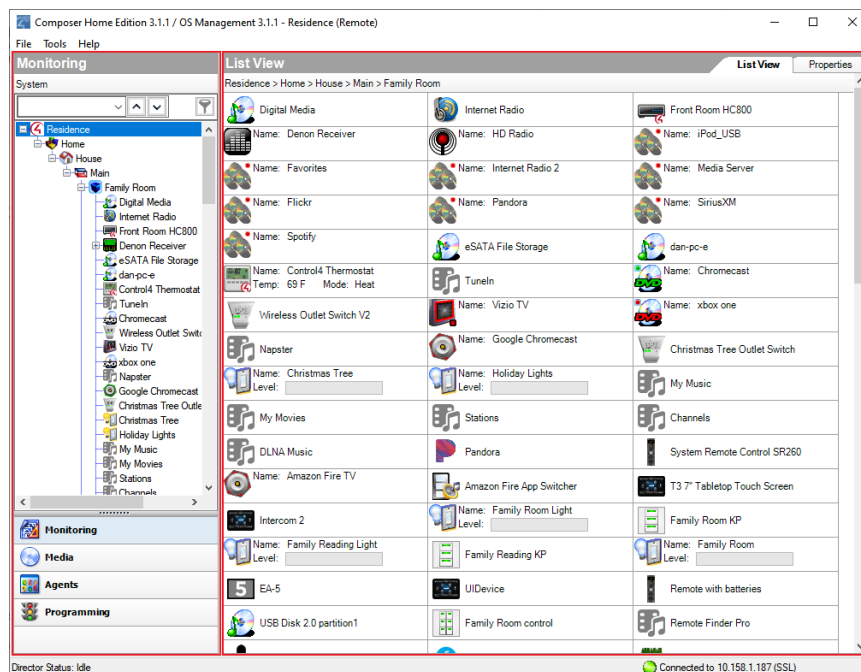 Composer Home Edition 3.1.1 / OS Management 3.1.1 - Residence (Remote)
File Tools Help
Monitoring
System
Residence
Home
House
Main
Family Room
Digital Media
Internet Radio
Front Room HC800
Denon Receiver
eSATA File Storage
dan-pc-e
Control4 Thermostat
TuneIn
Chromecast
Wireless Outlet Switc
Vizio TV
xbox one
Napster
Google Chromecast
Christmas Tree Outle
Christmas Tree
Holiday Lights
My Music
My Movies
Stations
Channels
Monitoring
Media
Agents
Programming
List View
List View Properties
Residence > Home > House > Main > Family Room
Digital Media Internet Radio Front Room HC800
Name: Denon Receiver Name: HD Radio Name: iPod_USB
Name: Favorites Name: Internet Radio 2 Name: Media Server
Name: Flickr Name: Pandora Name: SiriusXM
Name: Spotify eSATA File Storage dan-pc-e
Name: Control4 Thermostat TuneIn Name: Chromecast
Temp: 69 F Mode: Heat
DVD
Wireless Outlet Switch V2 Name: Vizio TV Name: xbox one
DVD
Napster Name: Google Chromecast Christmas Tree Outlet Switch
Name: Christmas Tree Name: Holiday Lights My Music
Level: Level:
My Movies Stations Channels
DLNA Music Pandora System Remote Control SR260
Name: Amazon Fire TV Amazon Fire App Switcher T3 7" Tabletop Touch Screen
Intercom 2 Name: Family Room Light Family Room KP
Level:
Name: Family Reading Light Family Reading KP Name: Family Room
Level: Level:
5 EA-5 UIDevice Remote with batteries
USB Disk 2.0 partition1 Family Room control Remote Finder Pro
Director Status: Idle Connected to 10.158.1.187 (SSL)